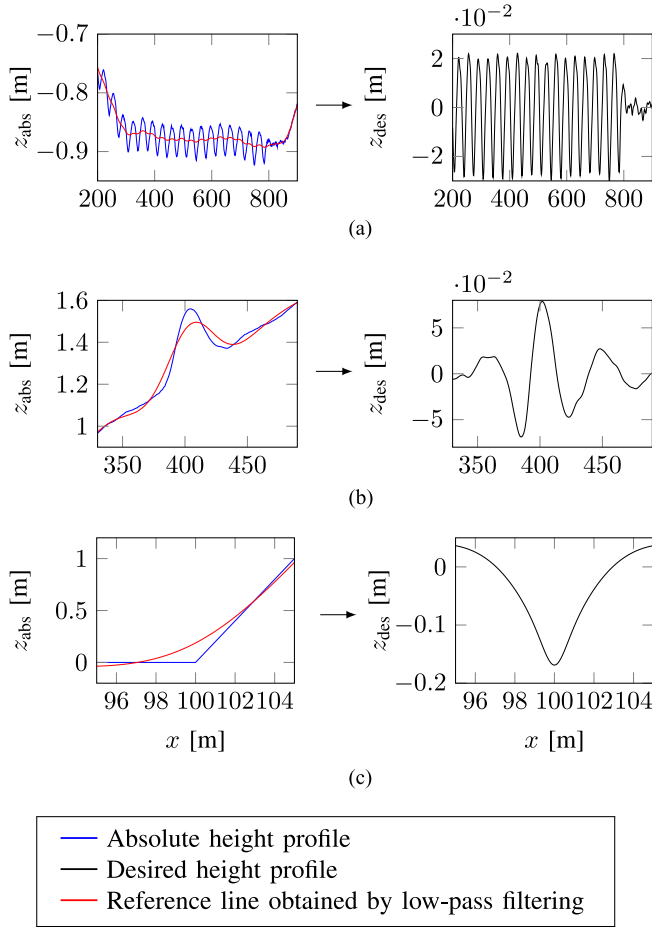 ·10⁻²
−0.7
−0.8
−0.9
z_abs [m]
200 400 600 800
2
0
−2
z_des [m]
200 400 600 800
(a)
·10⁻²
1.6
1.4
1.2
1
z_abs [m]
350 400 450
5
0
−5
z_des [m]
350 400 450
(b)
1
0.5
0
z_abs [m]
96 98 100 102 104
x [m]
0
−0.1
−0.2
z_des [m]
96 98 100 102 104
x [m]
(c)
Absolute height profile
Desired height profile
Reference line obtained by low-pass filtering